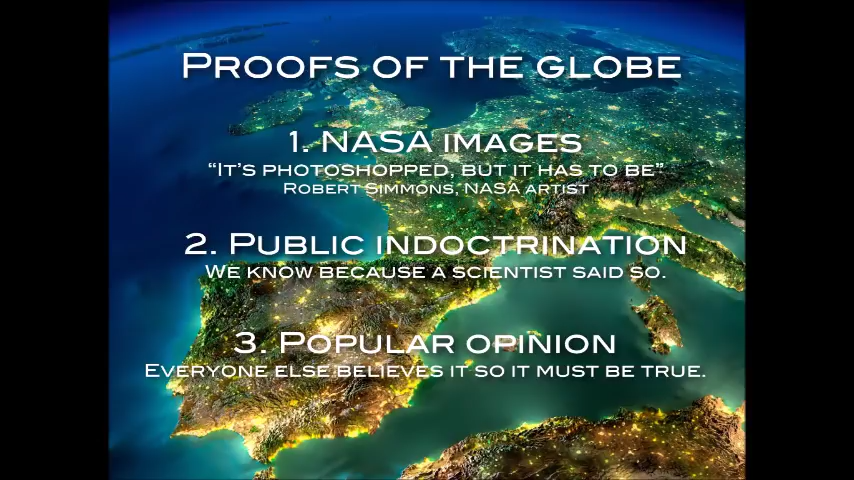 PROOFS OF THE GLOBE
1. NASA IMAGES
“IT’S PHOTOSHOPPED, BUT IT HAS TO BE”
ROBERT SIMMONS, NASA ARTIST
2. PUBLIC INDOCTRINATION
WE KNOW BECAUSE A SCIENTIST SAID SO.
3. POPULAR OPINION
EVERYONE ELSE BELIEVES IT SO IT MUST BE TRUE.